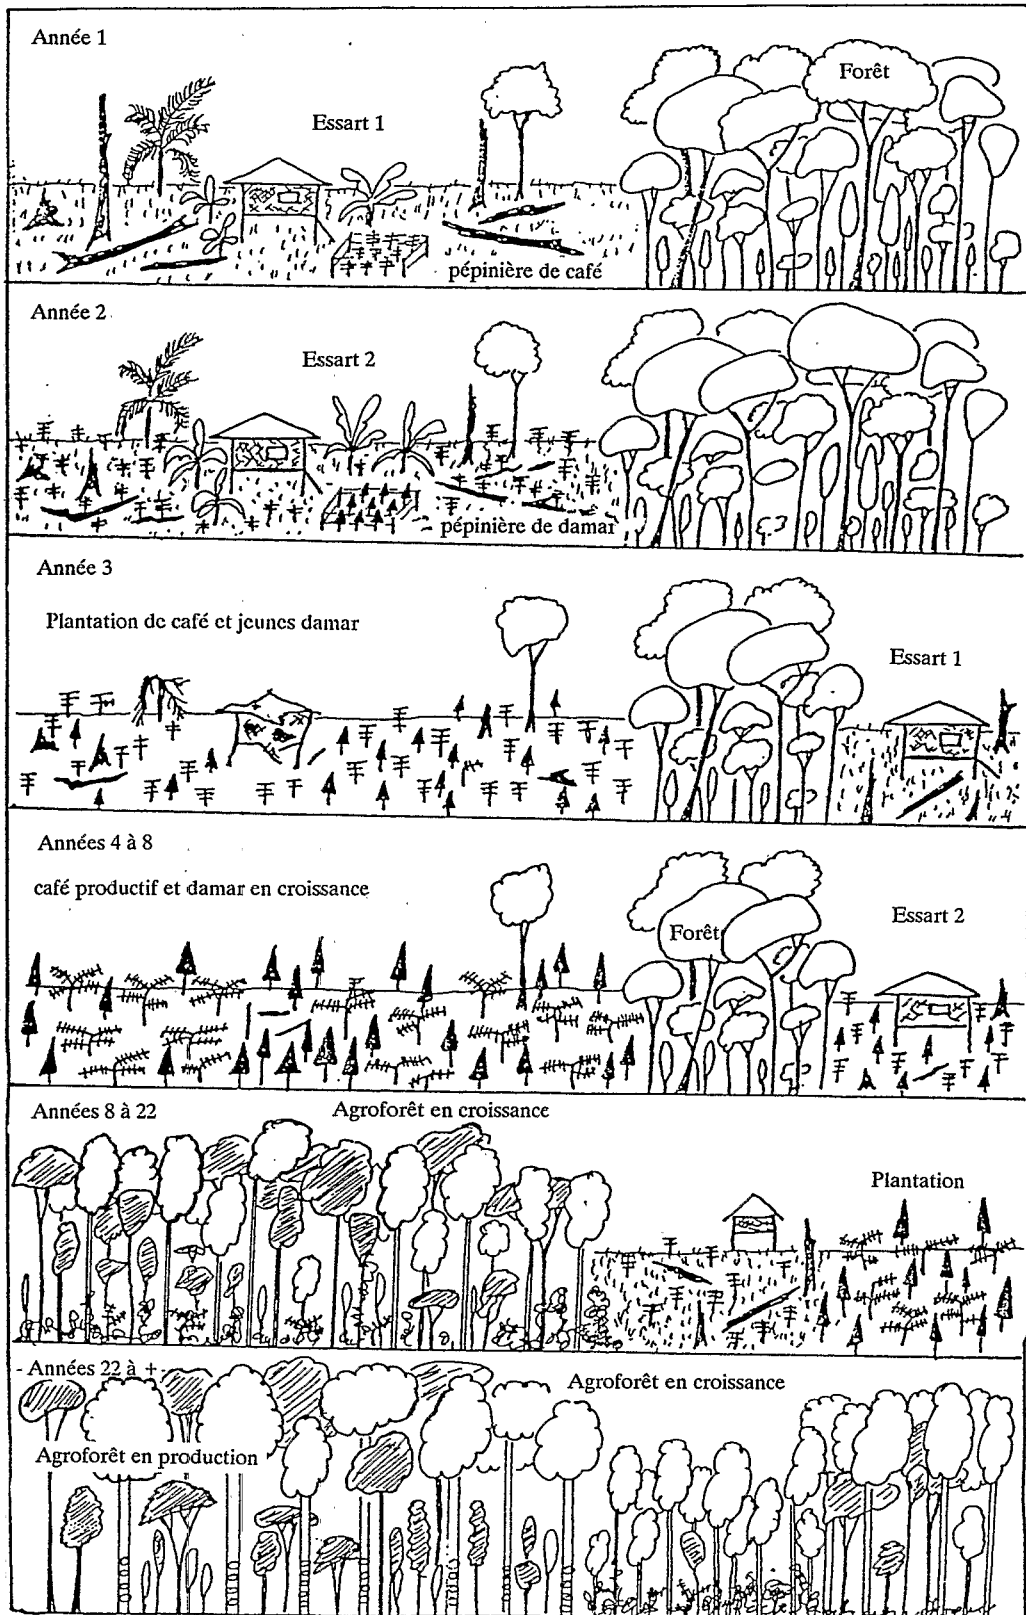 Année 1
Forêt
Essart 1
pépinière de café
Année 2
Essart 2
pépinière de damar
Année 3
Plantation de café et jeunes damar
Essart 1
Années 4 à 8
café productif et damar en croissance
Forêt
Essart 2
Années 8 à 22
Agroforêt en croissance
Plantation
- Années 22 à + -
Agroforêt en croissance
Agroforêt en production